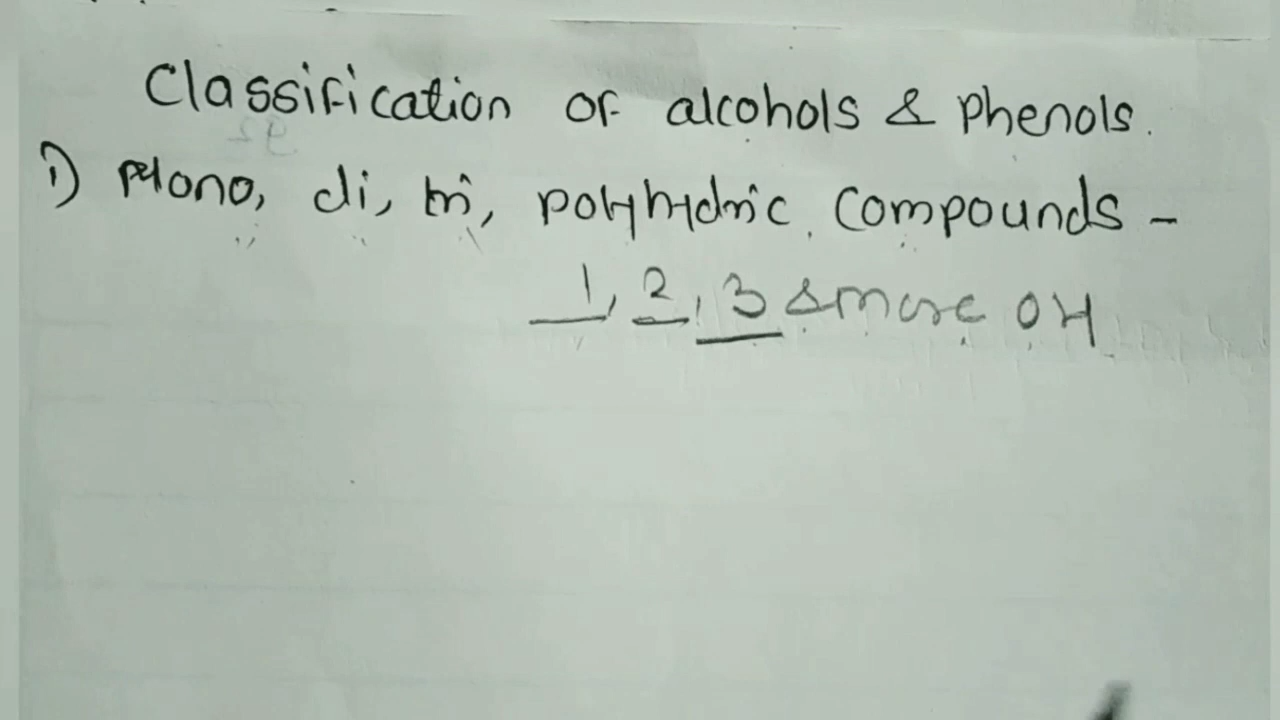 Classification of alcohols & Phenols.
1) Mono, di, tri, polyhydric compounds -
1, 2, 3 & more OH